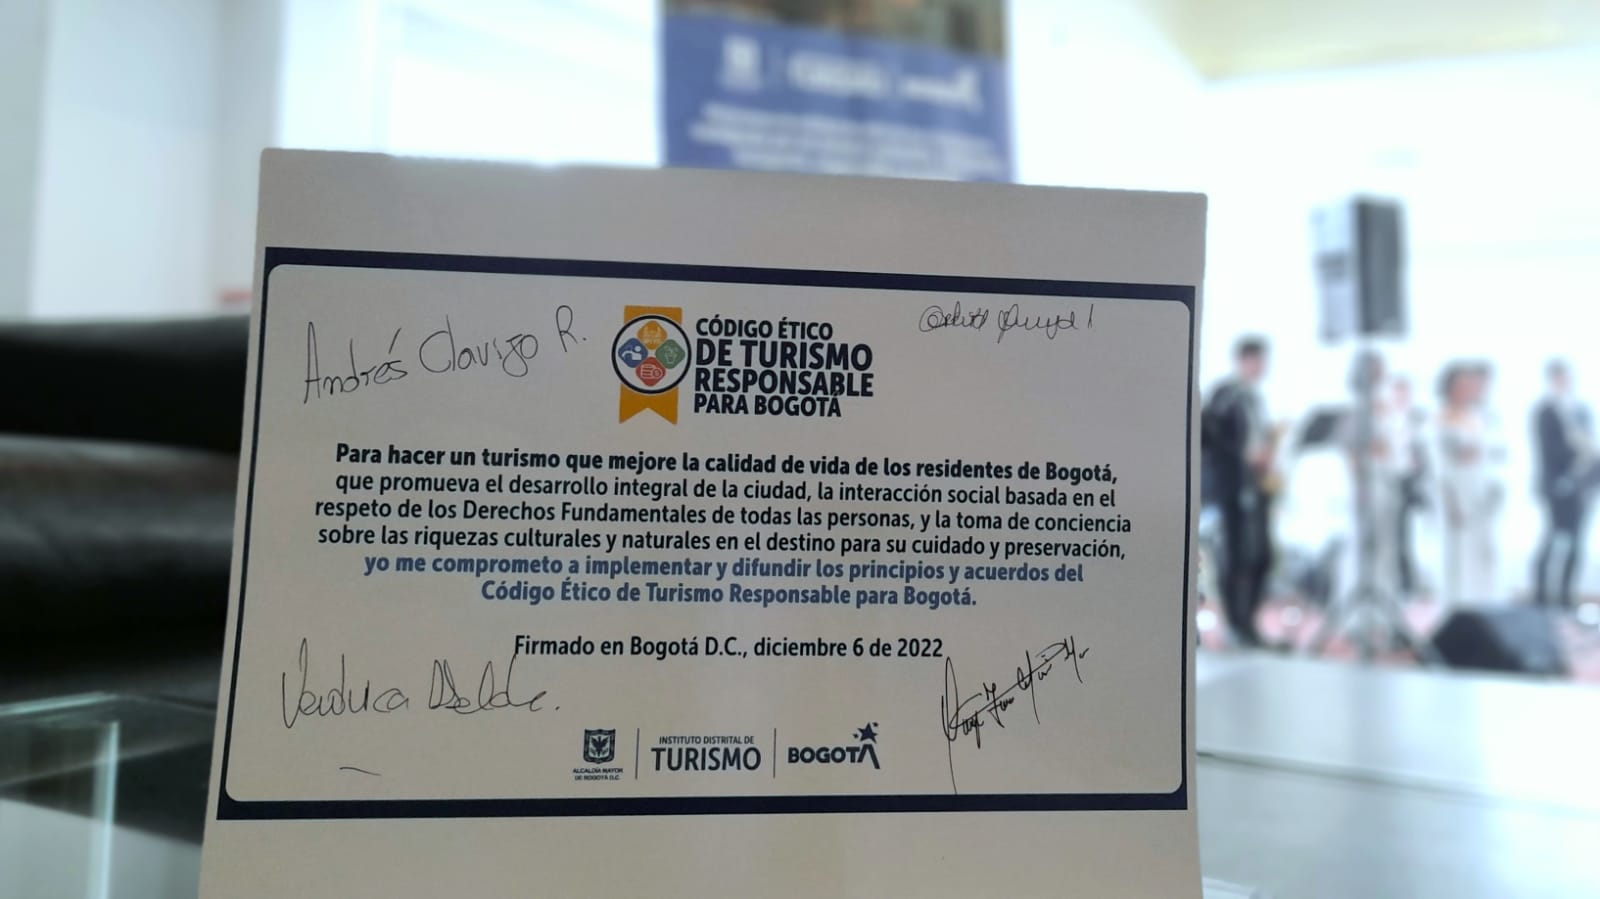 Andrés Clavijo R.
CÓDIGO ÉTICO
DE TURISMO
RESPONSABLE
PARA BOGOTÁ
Para hacer un turismo que mejore la calidad de vida de los residentes de Bogotá,
que promueva el desarrollo integral de la ciudad, la interacción social basada en el
respeto de los Derechos Fundamentales de todas las personas, y la toma de conciencia
sobre las riquezas culturales y naturales en el destino para su cuidado y preservación,
yo me comprometo a implementar y difundir los principios y acuerdos del
Código Ético de Turismo Responsable para Bogotá.
Firmado en Bogotá D.C., diciembre 6 de 2022
ALCALDÍA MAYOR
DE BOGOTÁ D.C.
INSTITUTO DISTRITAL DE
TURISMO
BOGOTÁ